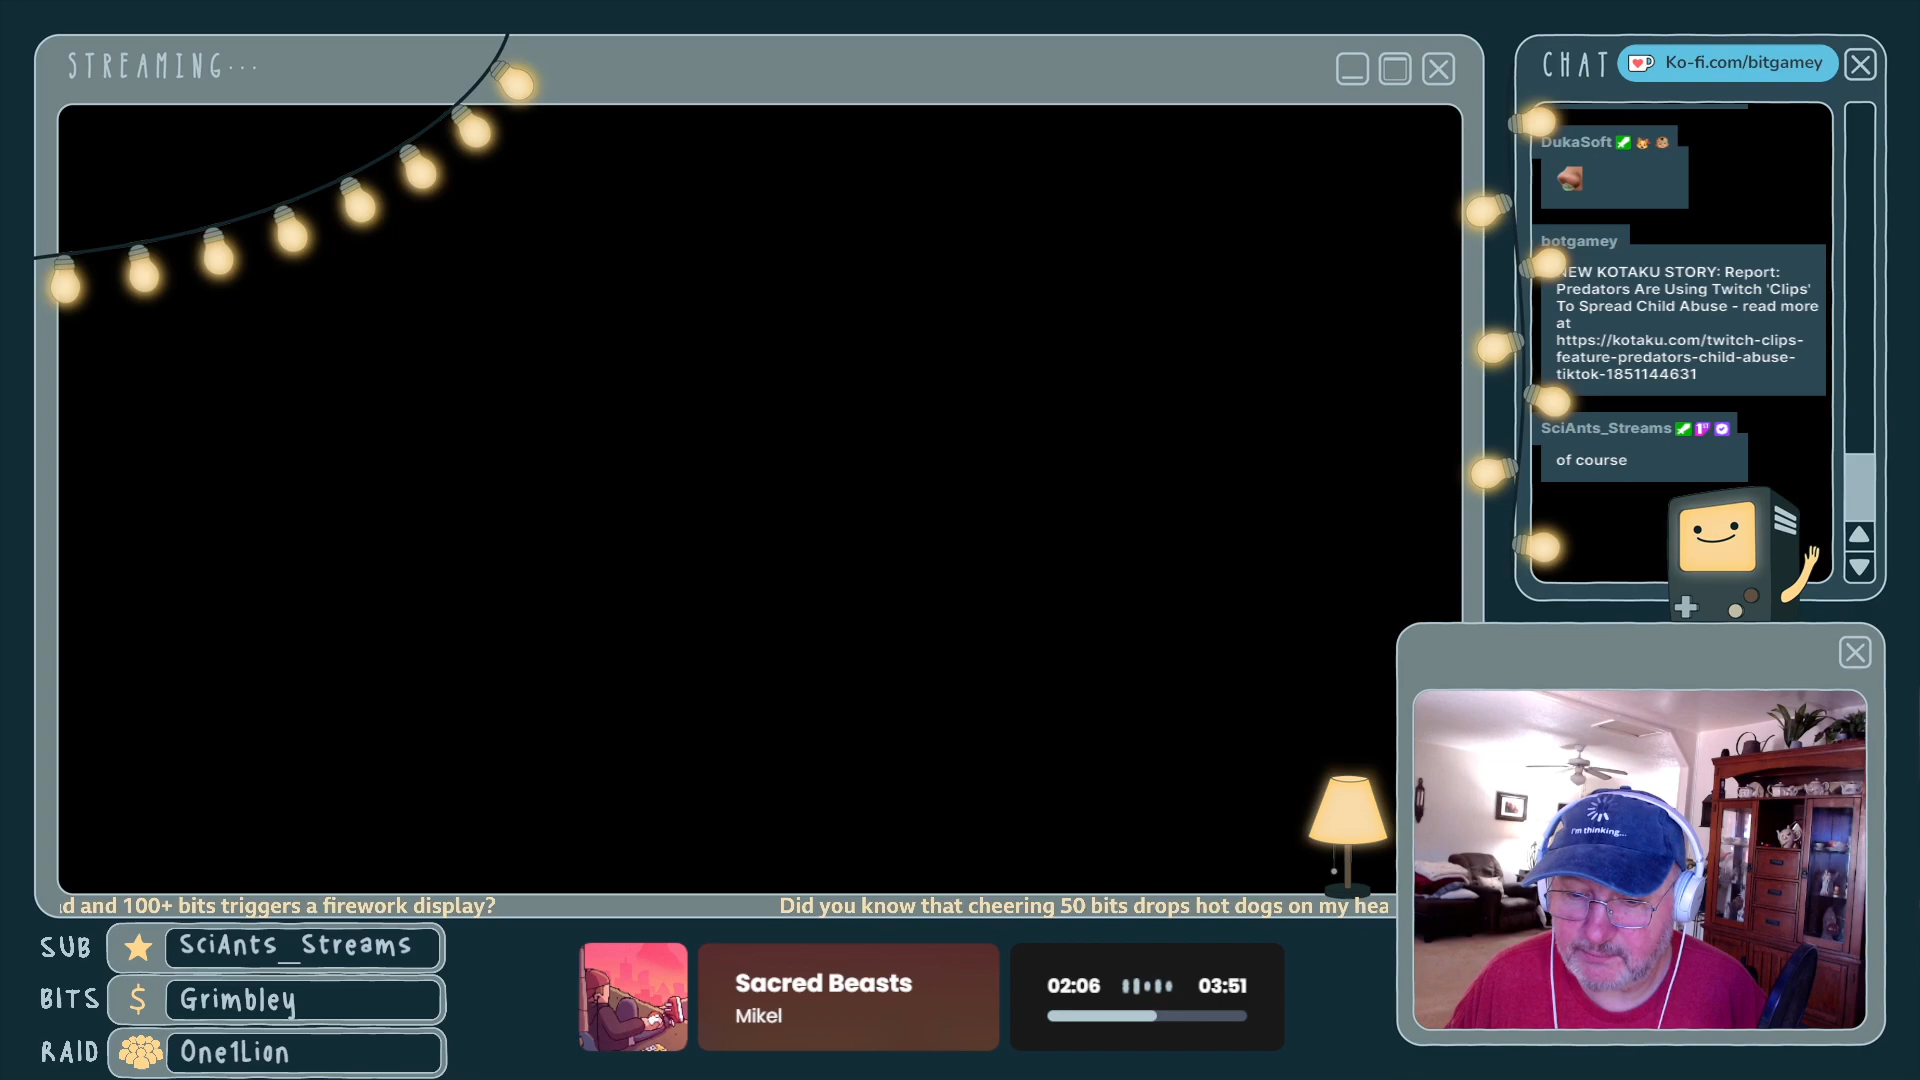 STREAMING...
CHAT
Ko-fi.com/bitgamey
DukaSoft
botgamey
NEW KOTAKU STORY: Report:
Predators Are Using Twitch 'Clips'
To Spread Child Abuse - read more
at
https://kotaku.com/twitch-clips-
feature-predators-child-abuse-
tiktok-1851144631
SciAnts_Streams
of course
I'm thinking...
and 100+ bits triggers a firework display?
Did you know that cheering 50 bits drops hot dogs on my
SUB
SciAnts_Streams
BITS
$
Grimbley
RAID
One1Lion
Sacred Beasts
Mikel
02:06
03:51